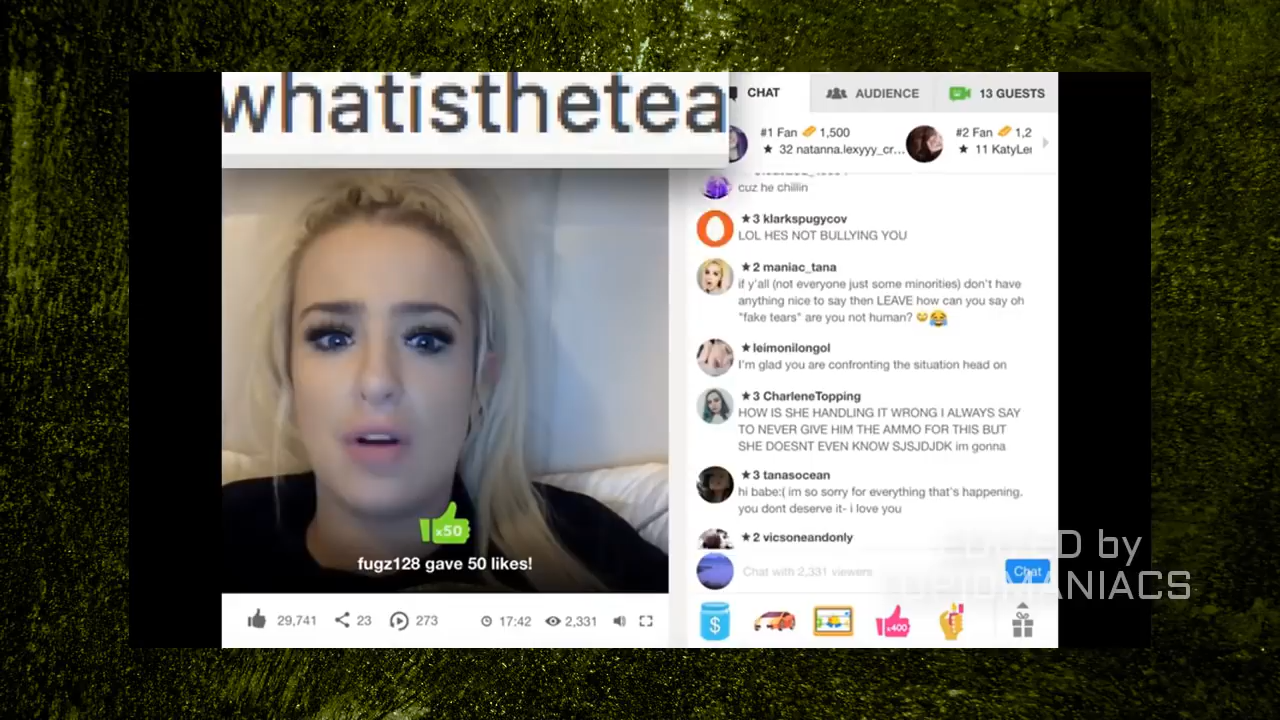 whatisthetea
CHAT
AUDIENCE
13 GUESTS
#1 Fan 1,500
★ 32 natanna.lexyyy_cr...
#2 Fan 1,2
★ 11 KatyLe
cuz he chillin
★3 klarkspugycov
LOL HES NOT BULLYING YOU
★2 maniac_tana
if y'all (not everyone just some minorities) don't have
anything nice to say then LEAVE how can you say oh
"fake tears" are you not human? 😬😂
★leimonilongol
I'm glad you are confronting the situation head on
★3 CharleneTopping
HOW IS SHE HANDLING IT WRONG I ALWAYS SAY
TO NEVER GIVE HIM THE AMMO FOR THIS BUT
SHE DOESNT EVEN KNOW SJSJDJDK im gonna
★3 tanasocean
hi babe:( im so sorry for everything that's happening.
you dont deserve it- i love you
★2 vicsoneandonly
x50
fugz128 gave 50 likes!
Chat with 2,331 viewers
Chat
by
MANIACS
29,741
23
273
17:42
2,331
$
x400